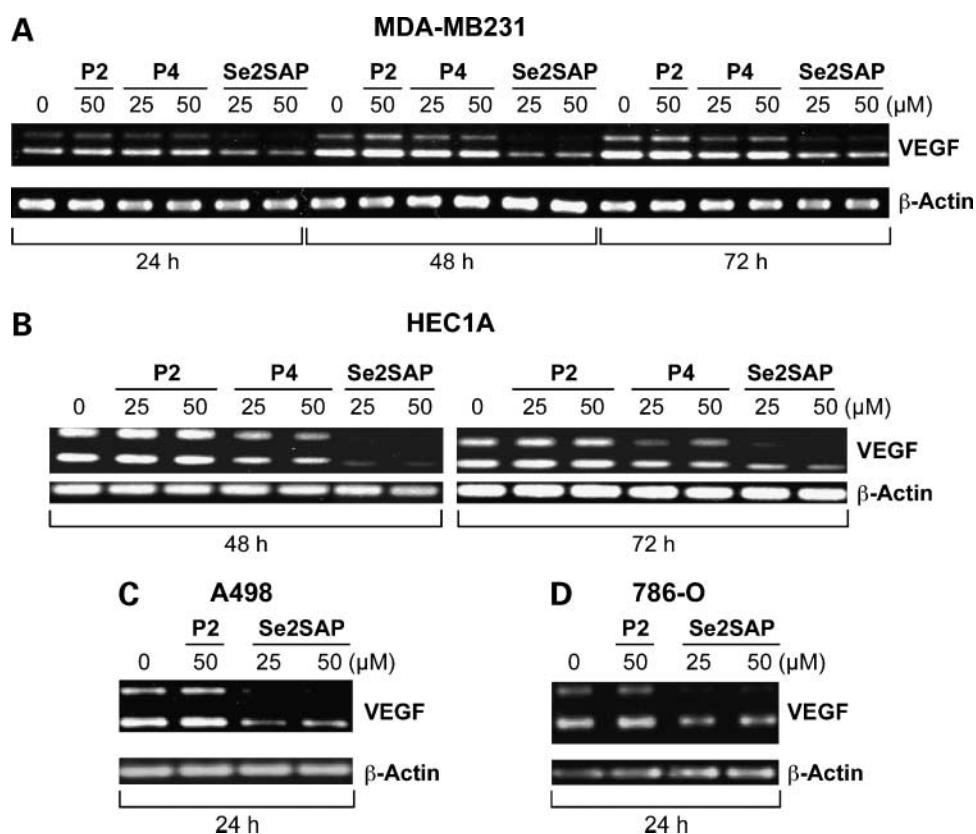 A MDA-MB231
P2 P4 Se2SAP P2 P4 Se2SAP P2 P4 Se2SAP
0 50 25 50 25 50 0 50 25 50 25 50 0 50 25 50 25 50 (μM)
VEGF
β-Actin
24 h 48 h 72 h
B HEC1A
P2 P4 Se2SAP P2 P4 Se2SAP
0 25 50 25 50 25 50 0 25 50 25 50 25 50 (μM)
VEGF
β-Actin
48 h 72 h
C A498
P2 Se2SAP
0 50 25 50 (μM)
VEGF
β-Actin
24 h
D 786-O
P2 Se2SAP
0 50 25 50 (μM)
VEGF
β-Actin
24 h